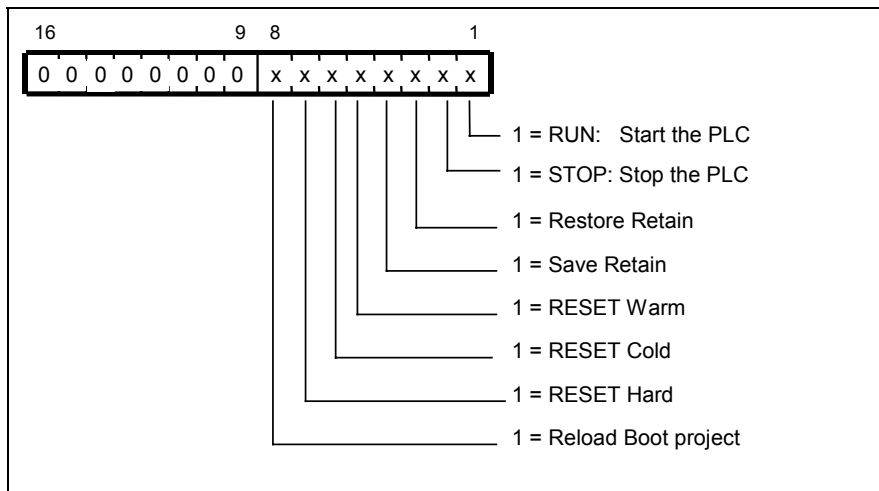 16 9 8 1
0 0 0 0 0 0 0 0 x x x x x x x x
1 = RUN: Start the PLC
1 = STOP: Stop the PLC
1 = Restore Retain
1 = Save Retain
1 = RESET Warm
1 = RESET Cold
1 = RESET Hard
1 = Reload Boot project